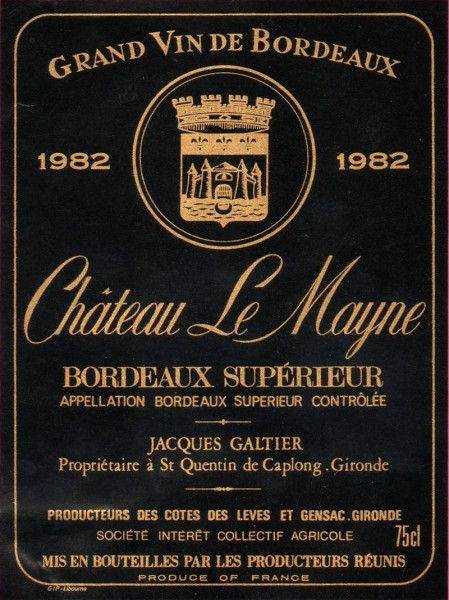 GRAND VIN DE BORDEAUX
1982 1982
Château Le Mayne
BORDEAUX SUPÉRIEUR
APPELLATION BORDEAUX SUPERIEUR CONTRÔLÉE
JACQUES GALTIER
Propriétaire à St Quentin de Caplong.Gironde
PRODUCTEURS DES COTES DES LEVES ET GENSAC.GIRONDE
SOCIÉTÉ INTERÊT COLLECTIF AGRICOLE 75cl
MIS EN BOUTEILLES PAR LES PRODUCTEURS RÉUNIS
PRODUCE OF FRANCE
GIP-Libourne